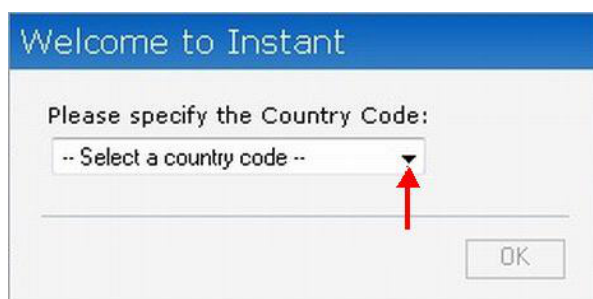 Welcome to Instant
Please specify the Country Code:
-- Select a country code --
OK